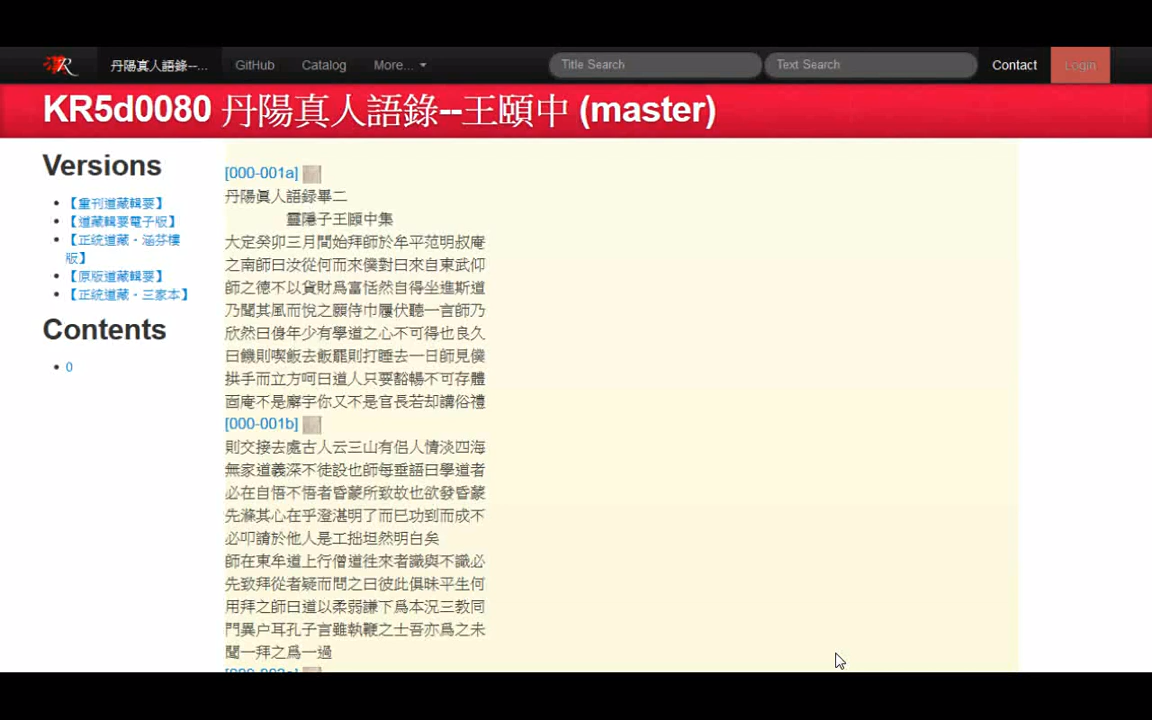 R
丹陽真人語錄--...
GitHub
Catalog
More...
Title Search
Text Search
Contact
Login
KR5d0080 丹陽真人語錄--王頤中 (master)
Versions
【重刊道藏輯要】
【道藏輯要電子版】
【正統道藏・涵芬樓
版】
【原版道藏輯要】
【正統道藏・三家本】
Contents
0
[000-001a]
丹陽眞人語録畢二
靈隱子王頤中集
大定癸卯三月間始拜師於牟平范明叔庵
之南師曰汝從何而來僕對曰來自東武仰
師之德不以貨財爲富恬然自得坐進斯道
乃聞其風而悅之願侍巾屨伏聽一言師乃
欣然曰身年少有學道之心不可得也良久
曰饑則喫飯去飯罷則打睡去一日師見僕
拱手而立方呵曰道人只要豁暢不可存體
面庵不是廨宇你又不是官長若却講俗禮
[000-001b]
則交接去處古人云三山有侣人情淡四海
無家道義深不徒設也師每垂語曰學道者
必在自悟不悟者昏蒙所致故也欲發昏蒙
先滌其心在乎澄湛明了而巳功到而成不
必叩請於他人是工拙坦然明白矣
師在東牟道上行僧道徃來者識與不識必
先致拜從者疑而問之曰彼此俱昧平生何
用拜之師曰道以柔弱謙下爲本況三教同
門異户耳孔子言雖執鞭之士吾亦爲之未
聞一拜之爲一過